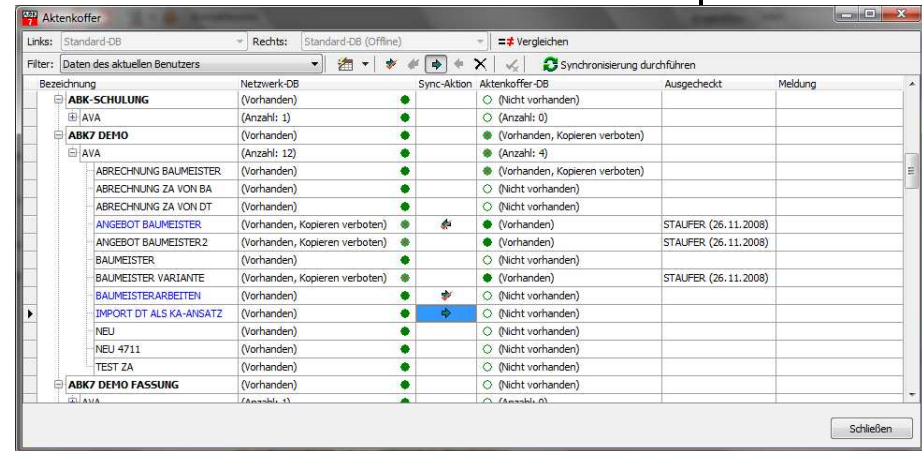 ABK 7 Aktenkoffer
Links: Standard-DB Rechts: Standard-DB (Offline) Vergleichen
Filter: Daten des aktuellen Benutzers Synchronisierung durchführen
Bezeichnung Netzwerk-DB Sync-Aktion Aktenkoffer-DB Ausgecheckt Meldung
ABK-SCHULUNG (Vorhanden) (Nicht vorhanden)
AVA (Anzahl: 1) (Anzahl: 0)
ABK7 DEMO (Vorhanden) (Vorhanden, Kopieren verboten)
AVA (Anzahl: 12) (Anzahl: 4)
ABRECHNUNG BAUMEISTER (Vorhanden) (Vorhanden, Kopieren verboten)
ABRECHNUNG ZA VON BA (Vorhanden) (Nicht vorhanden)
ABRECHNUNG ZA VON DT (Vorhanden) (Nicht vorhanden)
ANGEBOT BAUMEISTER (Vorhanden, Kopieren verboten) (Vorhanden) STAUFER (26.11.2008)
ANGEBOT BAUMEISTER2 (Vorhanden, Kopieren verboten) (Vorhanden) STAUFER (26.11.2008)
BAUMEISTER (Vorhanden) (Nicht vorhanden)
BAUMEISTER VARIANTE (Vorhanden, Kopieren verboten) (Vorhanden) STAUFER (26.11.2008)
BAUMEISTERARBEITEN (Vorhanden) (Nicht vorhanden)
IMPORT DT ALS KA-ANSATZ (Vorhanden) (Nicht vorhanden)
NEU (Vorhanden) (Nicht vorhanden)
NEU 4711 (Vorhanden) (Nicht vorhanden)
TEST ZA (Vorhanden) (Nicht vorhanden)
ABK7 DEMO FASSUNG (Vorhanden) (Nicht vorhanden)
AVA (Anzahl: 1) (Anzahl: 0)
Schließen